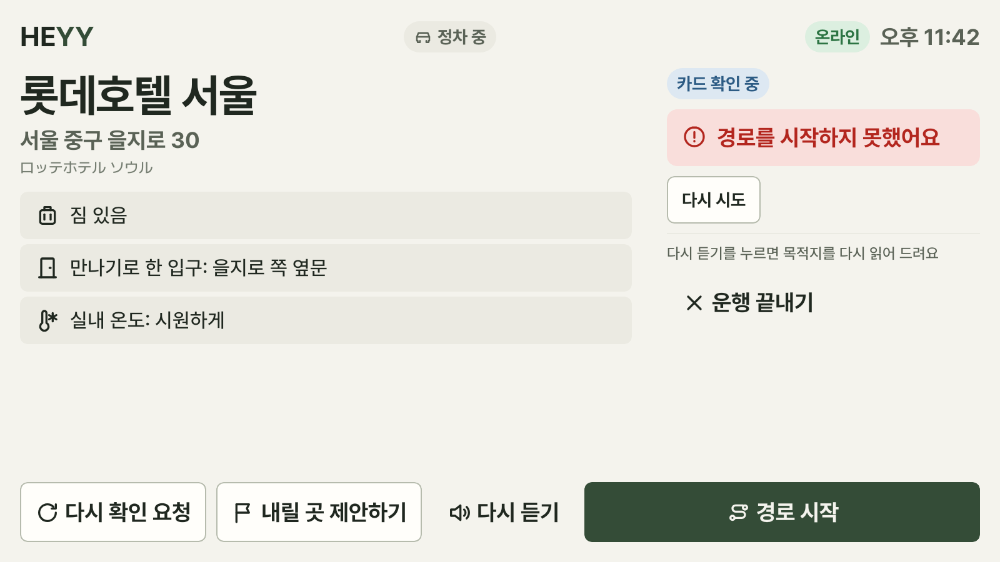 HEYY
정차 중
온라인
오후 11:42
롯데호텔 서울
서울 중구 을지로 30
ロッテホテル ソウル
짐 있음
만나기로 한 입구: 을지로 쪽 옆문
실내 온도: 시원하게
카드 확인 중
경로를 시작하지 못했어요
다시 시도
다시 듣기를 누르면 목적지를 다시 읽어 드려요
운행 끝내기
다시 확인 요청
내릴 곳 제안하기
다시 듣기
경로 시작